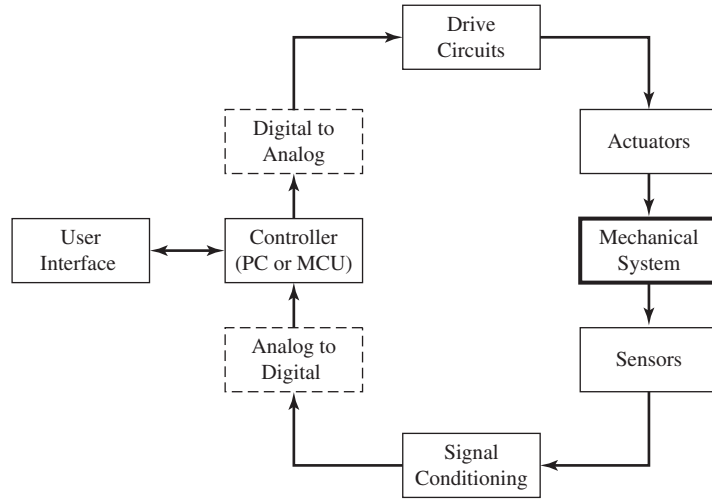 Drive
Circuits
Digital to
Analog
Actuators
User
Interface
Controller
(PC or MCU)
Mechanical
System
Analog to
Digital
Sensors
Signal
Conditioning